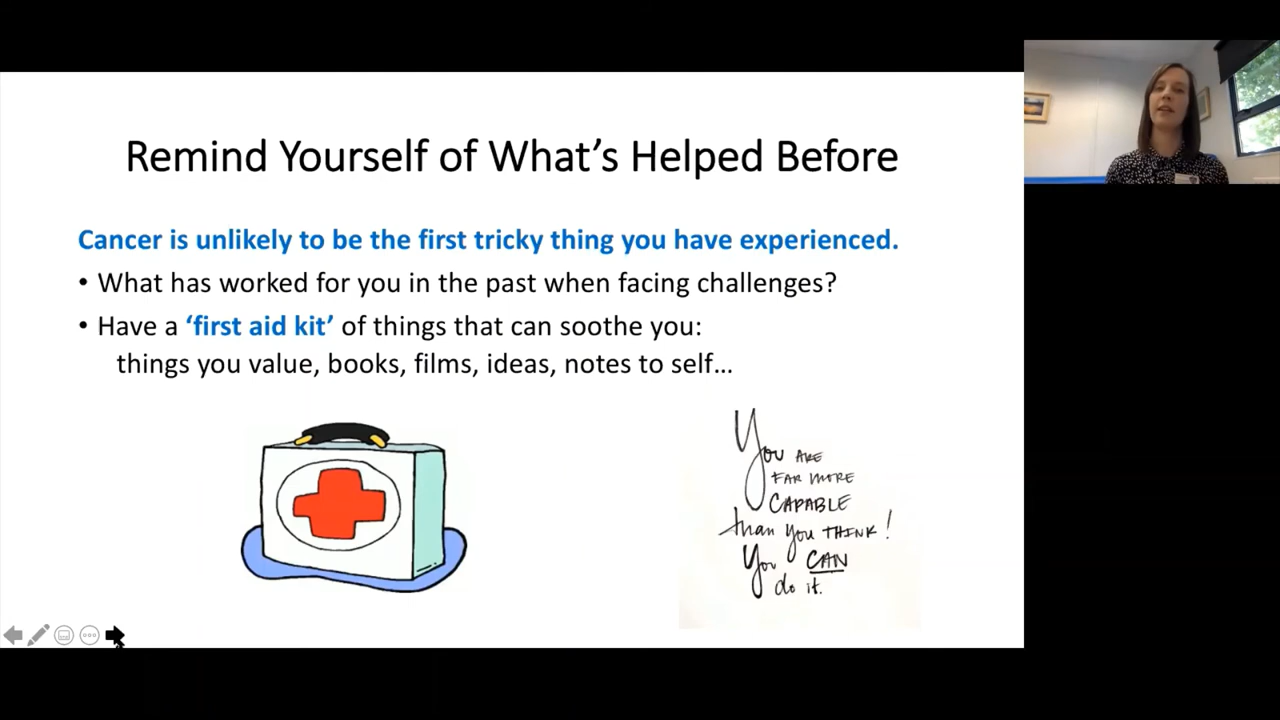 Remind Yourself of What’s Helped Before
Cancer is unlikely to be the first tricky thing you have experienced.
• What has worked for you in the past when facing challenges?
• Have a ‘first aid kit’ of things that can soothe you:
things you value, books, films, ideas, notes to self...
You ARE
FAR MORE
CAPABLE
than you THINK!
You CAN
do it.